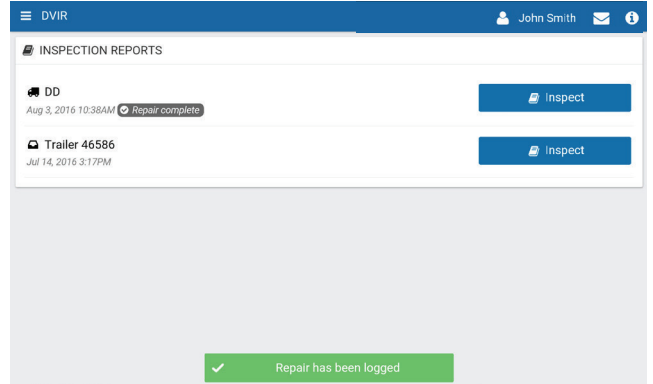 DVIR John Smith
INSPECTION REPORTS
DD
Inspect
Aug 3, 2016 10:38AM Repair complete
Trailer 46586
Inspect
Jul 14, 2016 3:17PM
Repair has been logged